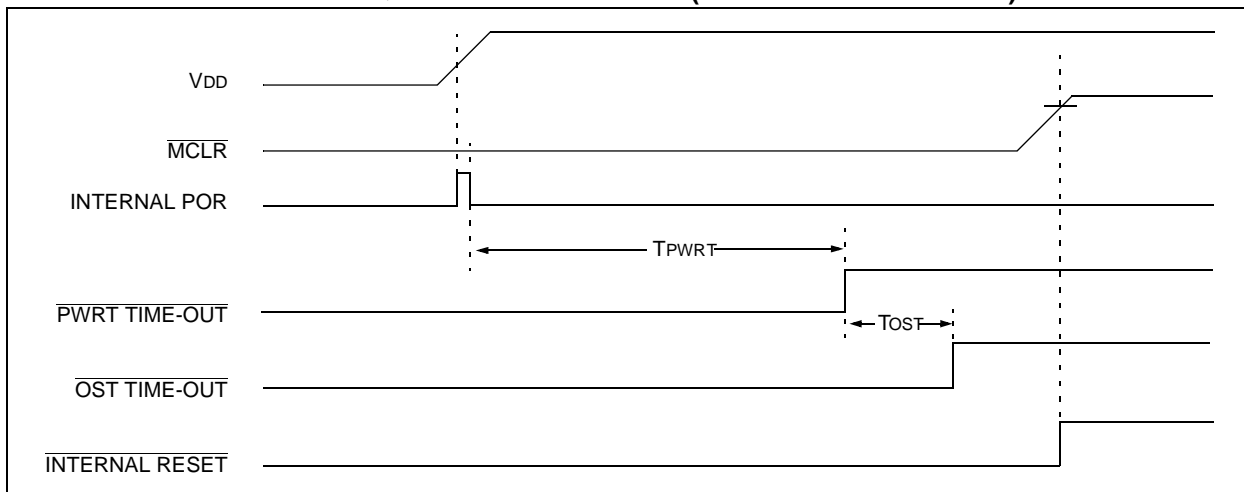 VDD
MCLR
INTERNAL POR
TPWRT
PWRT TIME-OUT
TOST
OST TIME-OUT
INTERNAL RESET